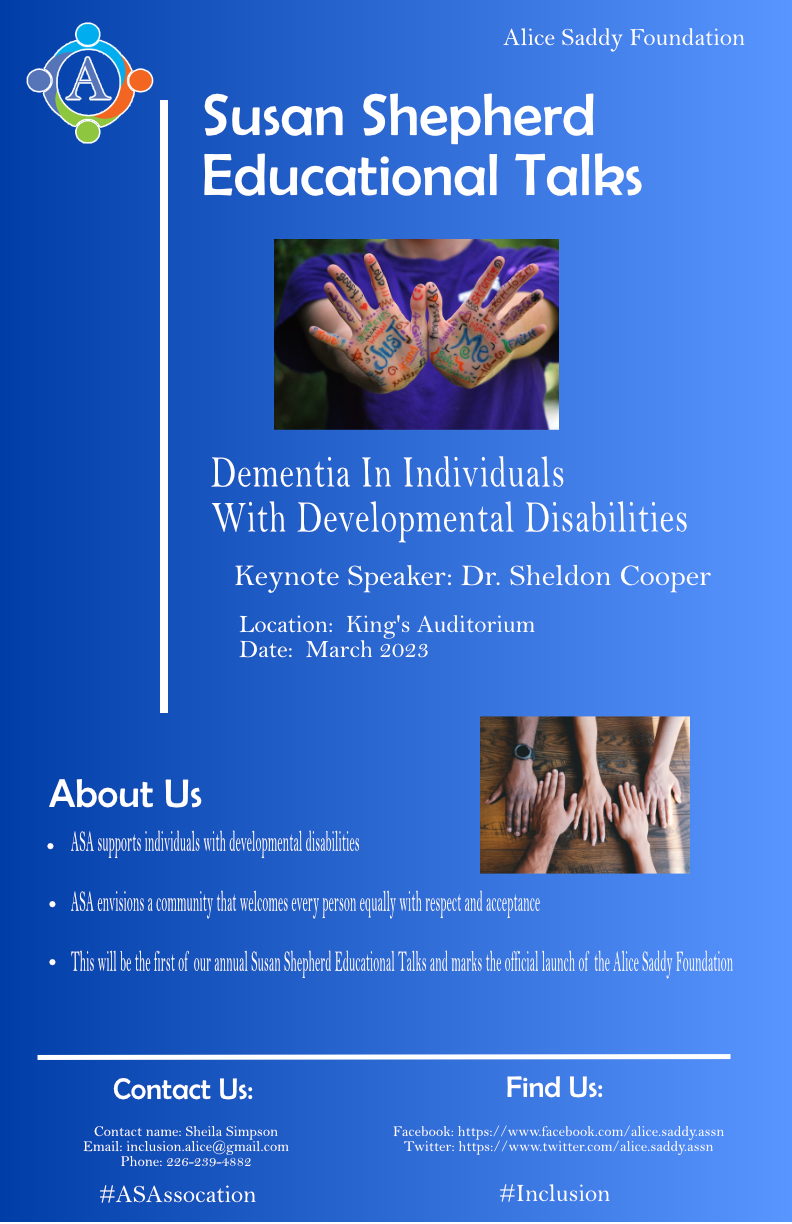 A
Alice Saddy Foundation
Susan Shepherd
Educational Talks
Just
Me
Dementia In Individuals
With Developmental Disabilities
Keynote Speaker: Dr. Sheldon Cooper
Location: King's Auditorium
Date: March 2023
About Us
• ASA supports individuals with developmental disabilities
• ASA envisions a community that welcomes every person equally with respect and acceptance
• This will be the first of our annual Susan Shepherd Educational Talks and marks the official launch of the Alice Saddy Foundation
Contact Us:
Contact name: Sheila Simpson
Email: inclusion.alice@gmail.com
Phone: 226-239-4882
#ASAssocation
Find Us:
Facebook: https://www.facebook.com/alice.saddy.assn
Twitter: https://www.twitter.com/alice.saddy.assn
#Inclusion